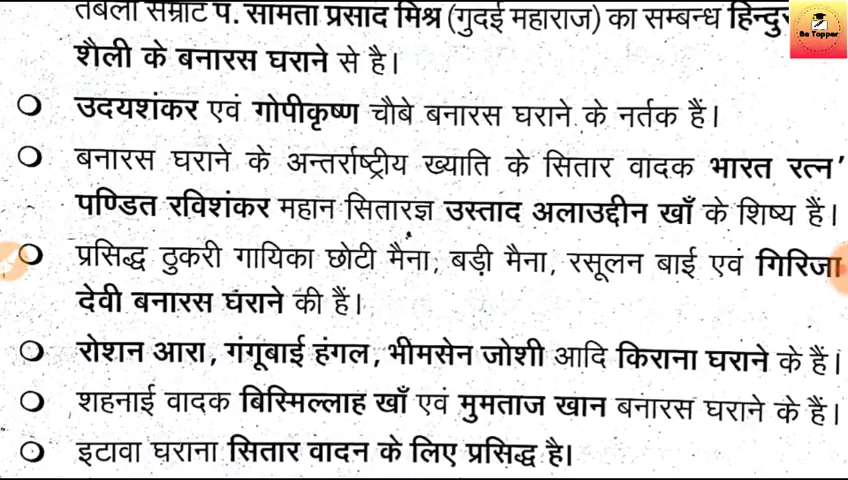 तबला सम्राट प. सामता प्रसाद मिश्र (गुदई महाराज) का सम्बन्ध
शैली के बनारस घराने से है।
उदयशंकर एवं गोपीकृष्ण चौबे बनारस घराने के नर्तक हैं।
बनारस घराने के अन्तर्राष्ट्रीय ख्याति के सितार वादक भारत रत्न’
पण्डित रविशंकर महान सितारज्ञ उस्ताद अलाउद्दीन खाँ के शिष्य हैं।
प्रसिद्ध ठुकरी गायिका छोटी मैना, बड़ी मैना, रसूलन बाई एवं गिरिजा
देवी बनारस घराने की हैं।
रोशन आरा, गंगूबाई हंगल, भीमसेन जोशी आदि किराना घराने के हैं।
शहनाई वादक बिस्मिल्लाह खाँ एवं मुमताज खान बनारस घराने के हैं।
इटावा घराना सितार वादन के लिए प्रसिद्ध है।
Be Topper